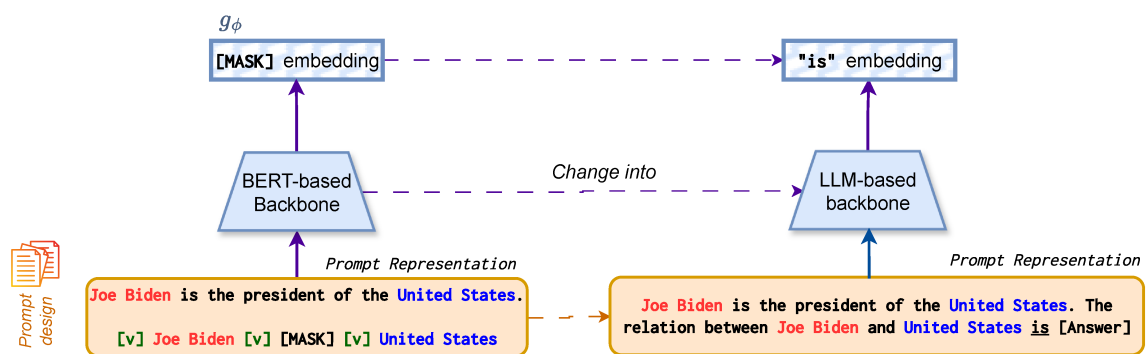 gϕ
[MASK] embedding
"is" embedding
BERT-based
Backbone
Change into
LLM-based
backbone
Prompt
design
Prompt Representation
Joe Biden is the president of the United States.
[v] Joe Biden [v] [MASK] [v] United States
Prompt Representation
Joe Biden is the president of the United States. The
relation between Joe Biden and United States is [Answer]